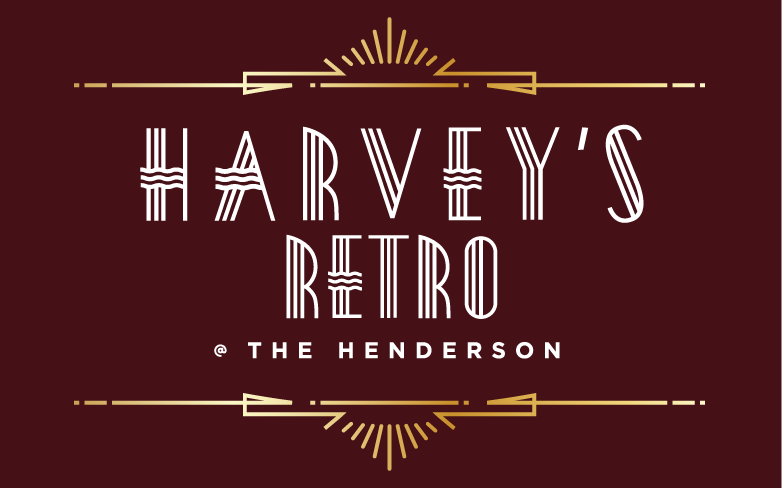 HARVEY'S
RETRO
@ THE HENDERSON